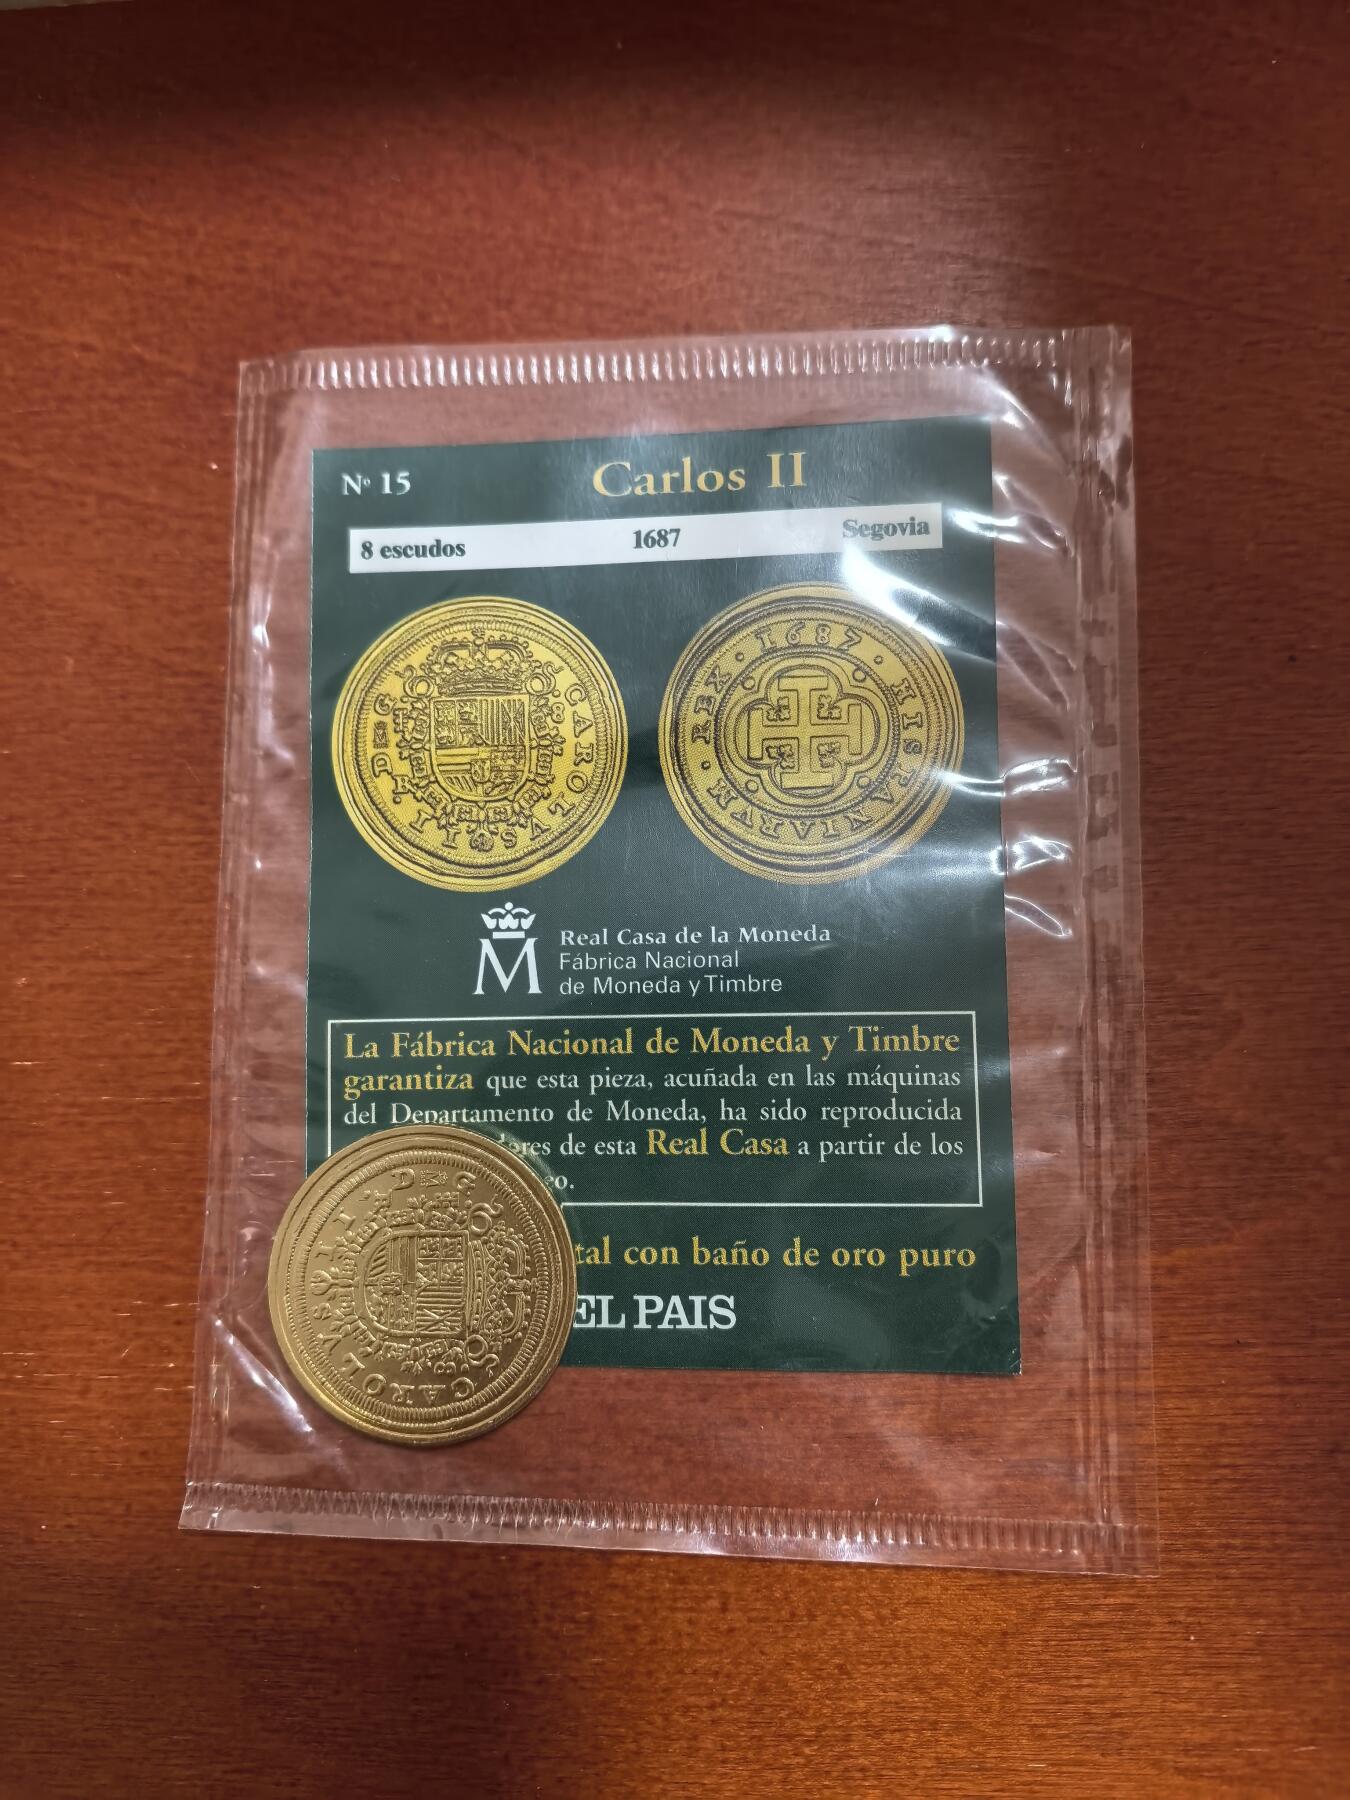 Nº 15
Carlos II
8 escudos 1687 Segovia
CAROLVS II D G
8
1687 HISPANIARVM REX
M
Real Casa de la Moneda
Fábrica Nacional
de Moneda y Timbre
La Fábrica Nacional de Moneda y Timbre
garantiza que esta pieza, acuñada en las máquinas
del Departamento de Moneda, ha sido reproducida
de esta Real Casa a partir de los
con baño de oro puro
EL PAIS
CAROLVS II D G
8